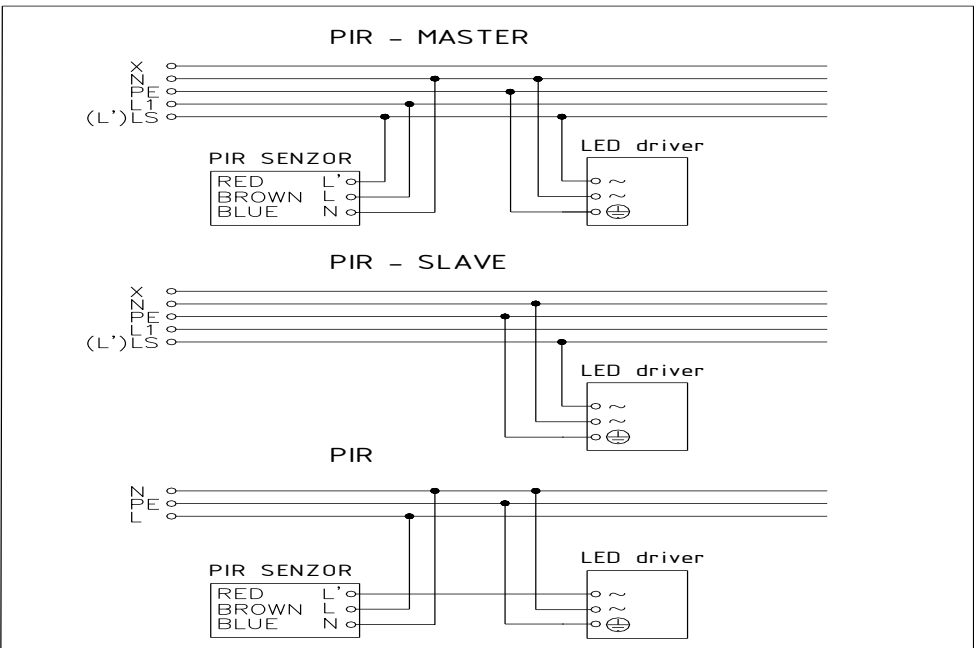 PIR - MASTER
X
N
PE
L1
(L')LS
PIR SENZOR
RED L'
BROWN L
BLUE N
LED driver
~
~
PIR - SLAVE
X
N
PE
L1
(L')LS
LED driver
~
~
PIR
N
PE
L
PIR SENZOR
RED L'
BROWN L
BLUE N
LED driver
~
~